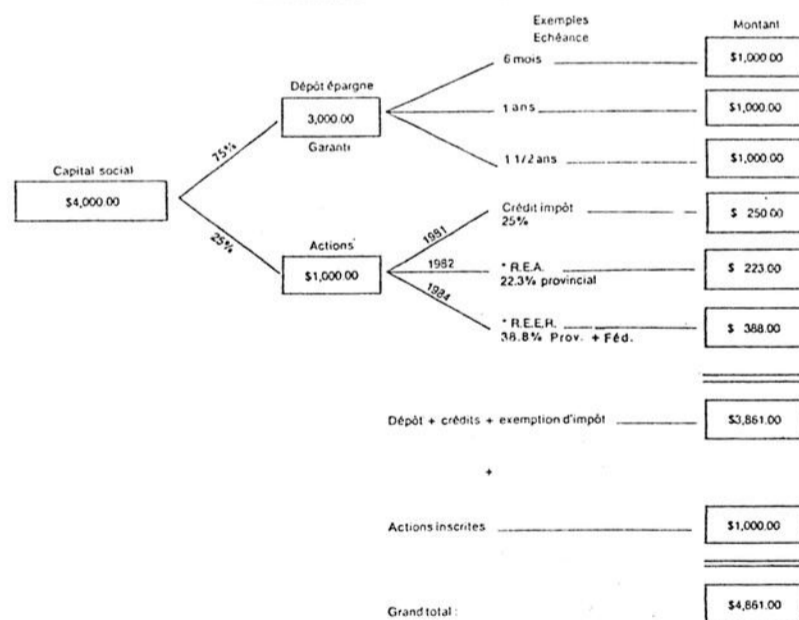 Exemples
Echéance
Montant
6 mois
$1,000.00
Dépôt épargne
3,000.00
Garanti
1 ans
$1,000.00
1 1/2 ans
$1,000.00
75%
Capital social
$4,000.00
25%
Actions
$1,000.00
1981
Crédit impôt
25%
$ 250.00
1982
* R.E.A.
22.3% provincial
$ 223.00
1984
* R.E.E.R.
38.8% Prov. + Féd.
$ 388.00
Dépôt + crédits + exemption d'impôt
$3,861.00
+
Actions inscrites
$1,000.00
Grand total :
$4,861.00